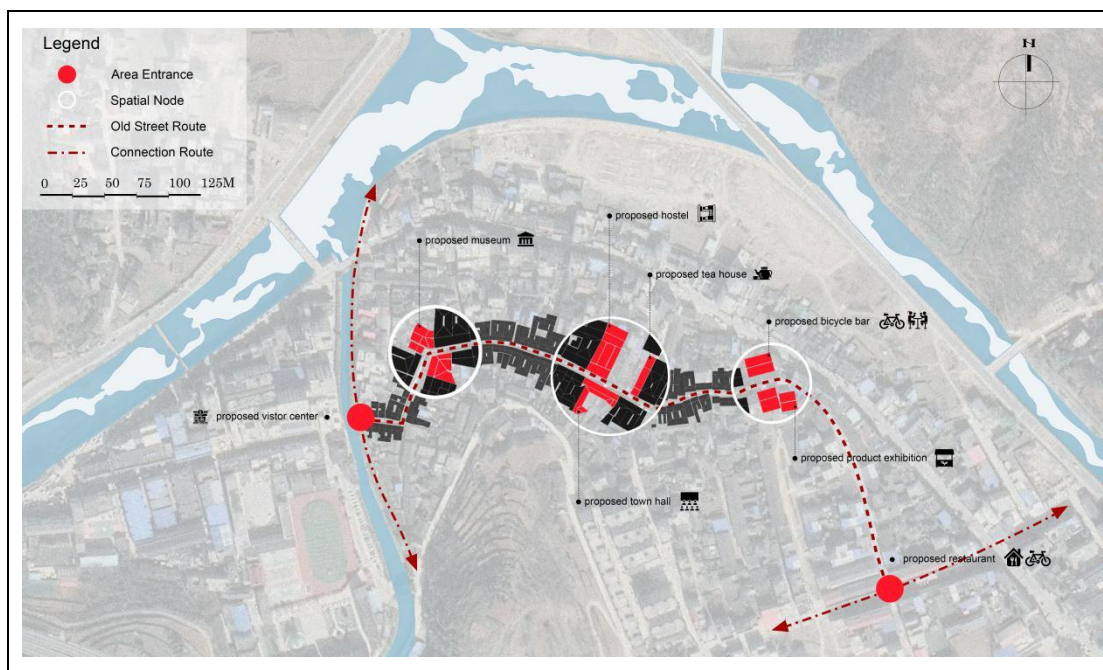 Legend
Area Entrance
Spatial Node
Old Street Route
Connection Route
0 25 50 75 100 125M
N
proposed hostel
proposed museum
proposed tea house
proposed bicycle bar
proposed vistor center
proposed product exhibition
proposed town hall
proposed restaurant